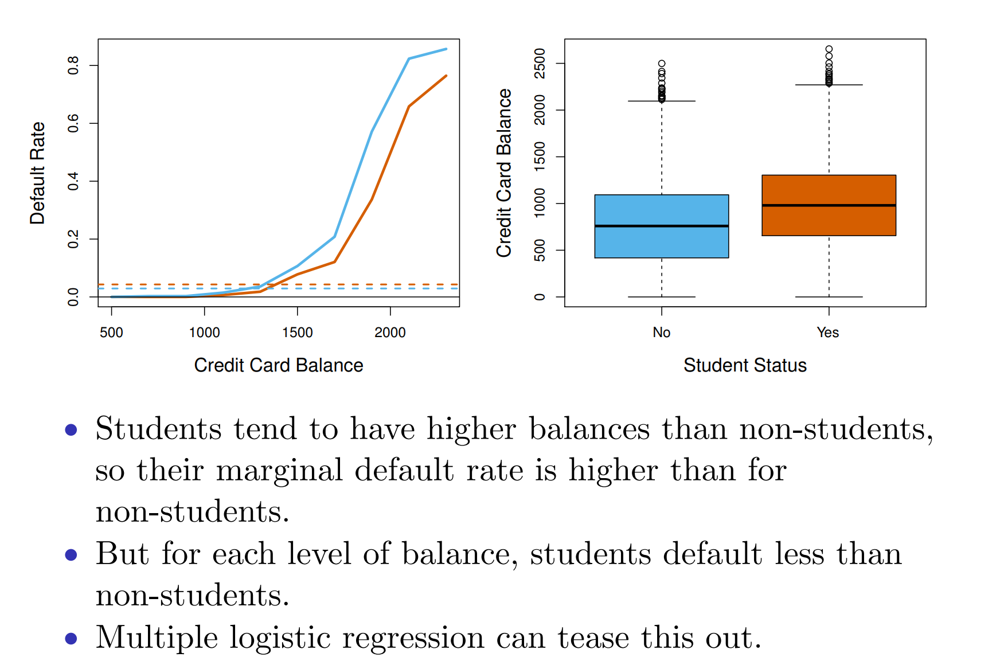 Default Rate
0.8
0.6
0.4
0.2
0.0
500 1000 1500 2000
Credit Card Balance
Credit Card Balance
2500
2000
1500
1000
500
0
No Yes
Student Status
• Students tend to have higher balances than non-students,
so their marginal default rate is higher than for
non-students.
• But for each level of balance, students default less than
non-students.
• Multiple logistic regression can tease this out.